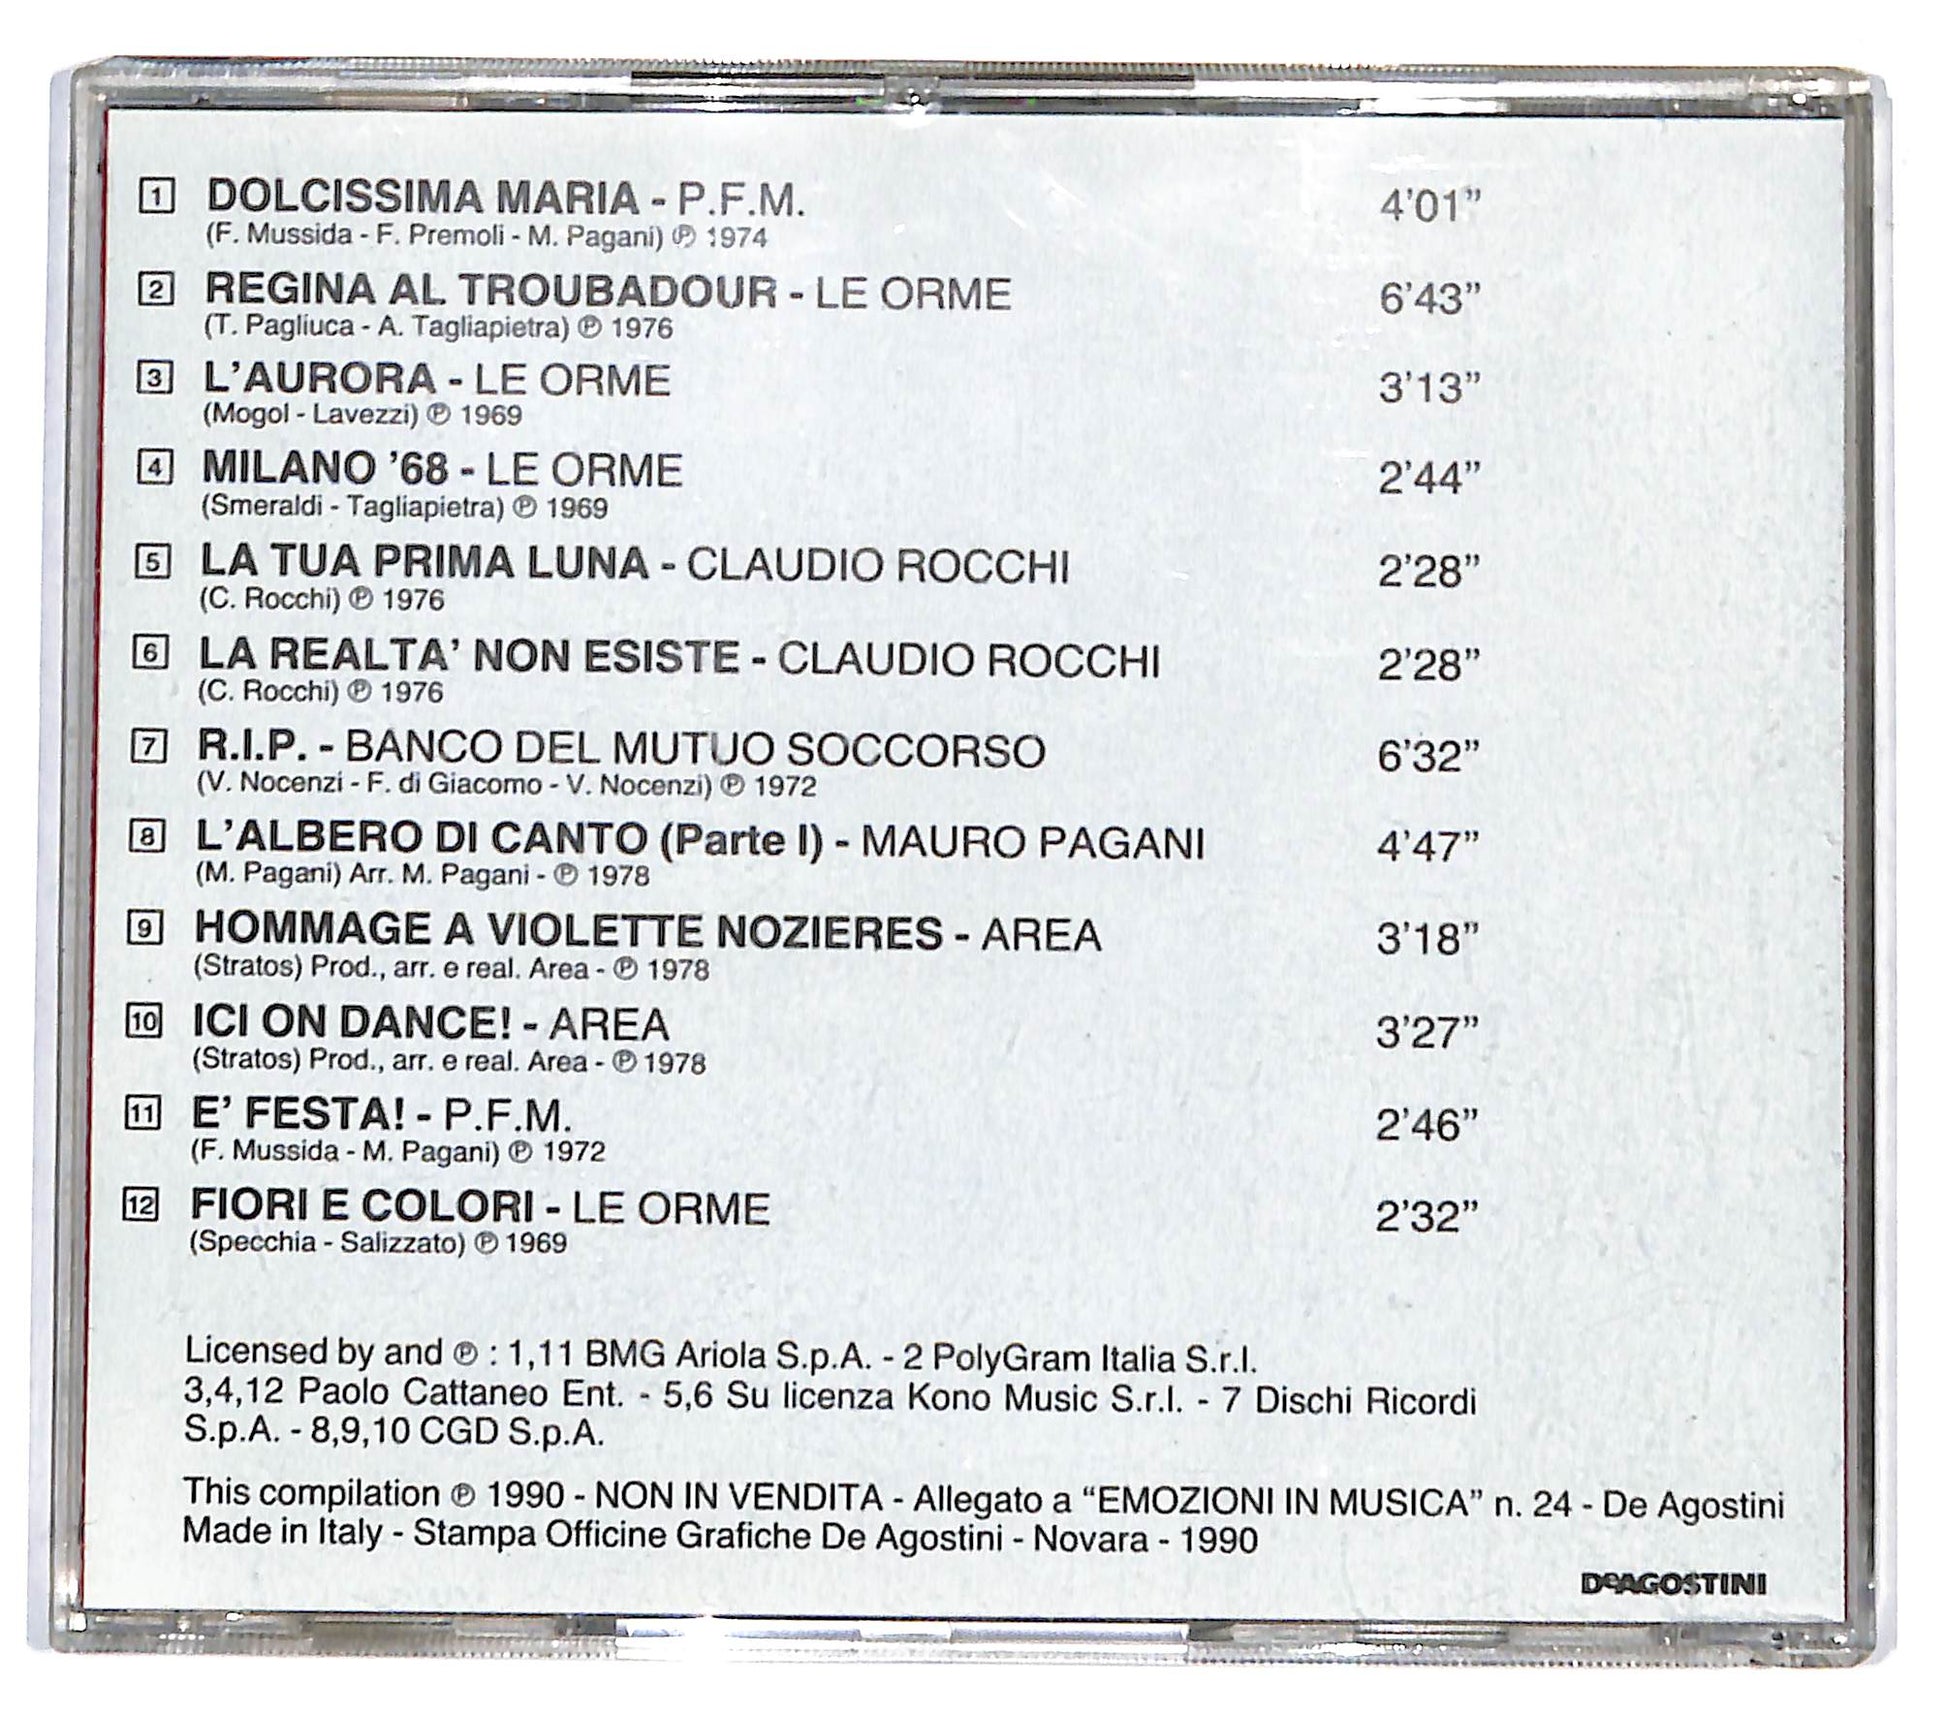 1 DOLCISSIMA MARIA - P.F.M. 4'01"
(F. Mussida - F. Premoli - M. Pagani) ℗ 1974
2 REGINA AL TROUBADOUR - LE ORME 6'43"
(T. Pagliuca - A. Tagliapietra) ℗ 1976
3 L'AURORA - LE ORME 3'13"
(Mogol - Lavezzi) ℗ 1969
4 MILANO '68 - LE ORME 2'44"
(Smeraldi - Tagliapietra) ℗ 1969
5 LA TUA PRIMA LUNA - CLAUDIO ROCCHI 2'28"
(C. Rocchi) ℗ 1976
6 LA REALTA' NON ESISTE - CLAUDIO ROCCHI 2'28"
(C. Rocchi) ℗ 1976
7 R.I.P. - BANCO DEL MUTUO SOCCORSO 6'32"
(V. Nocenzi - F. di Giacomo - V. Nocenzi) ℗ 1972
8 L'ALBERO DI CANTO (Parte I) - MAURO PAGANI 4'47"
(M. Pagani) Arr. M. Pagani - ℗ 1978
9 HOMMAGE A VIOLETTE NOZIERES - AREA 3'18"
(Stratos) Prod., arr. e real. Area - ℗ 1978
10 ICI ON DANCE! - AREA 3'27"
(Stratos) Prod., arr. e real. Area - ℗ 1978
11 E' FESTA! - P.F.M. 2'46"
(F. Mussida - M. Pagani) ℗ 1972
12 FIORI E COLORI - LE ORME 2'32"
(Specchia - Salizzato) ℗ 1969
Licensed by and ℗ : 1,11 BMG Ariola S.p.A. - 2 PolyGram Italia S.r.l.
3,4,12 Paolo Cattaneo Ent. - 5,6 Su licenza Kono Music S.r.l. - 7 Dischi Ricordi
S.p.A. - 8,9,10 CGD S.p.A.
This compilation ℗ 1990 - NON IN VENDITA - Allegato a “EMOZIONI IN MUSICA” n. 24 - De Agostini
Made in Italy - Stampa Officine Grafiche De Agostini - Novara - 1990
DeAGOSTINI